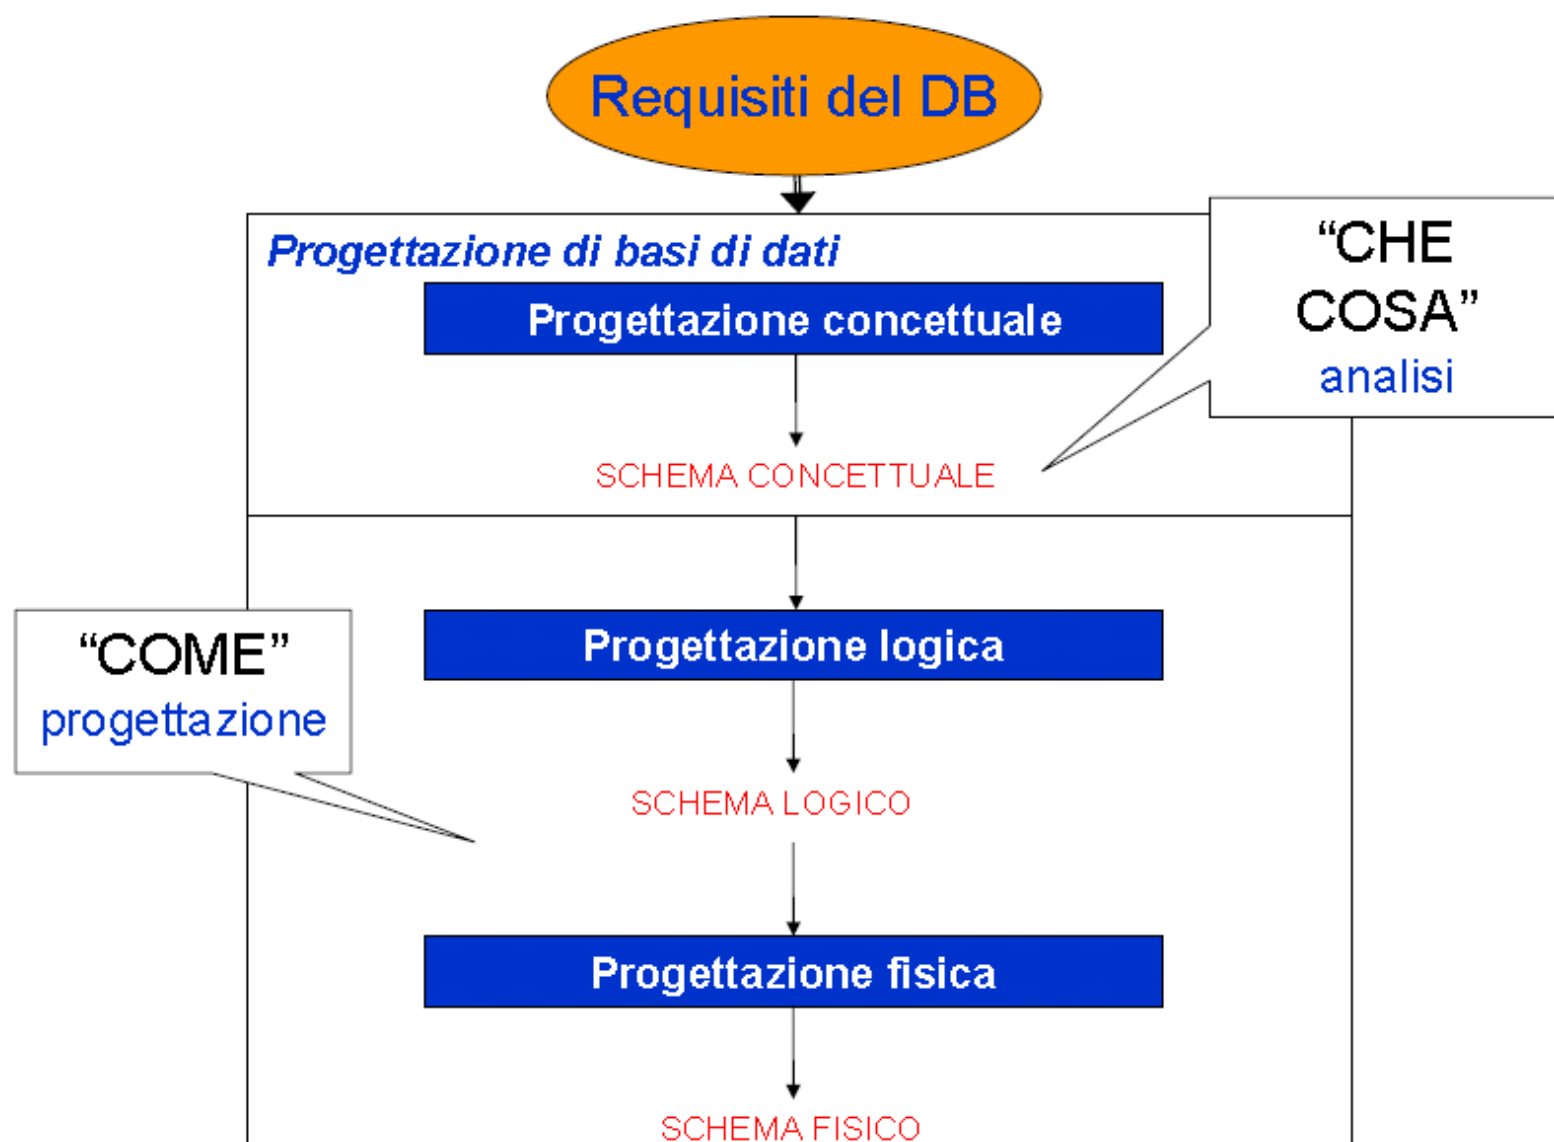 Requisiti del DB
Progettazione di basi di dati
“CHE
COSA”
analisi
Progettazione concettuale
SCHEMA CONCETTUALE
“COME”
progettazione
Progettazione logica
SCHEMA LOGICO
Progettazione fisica
SCHEMA FISICO